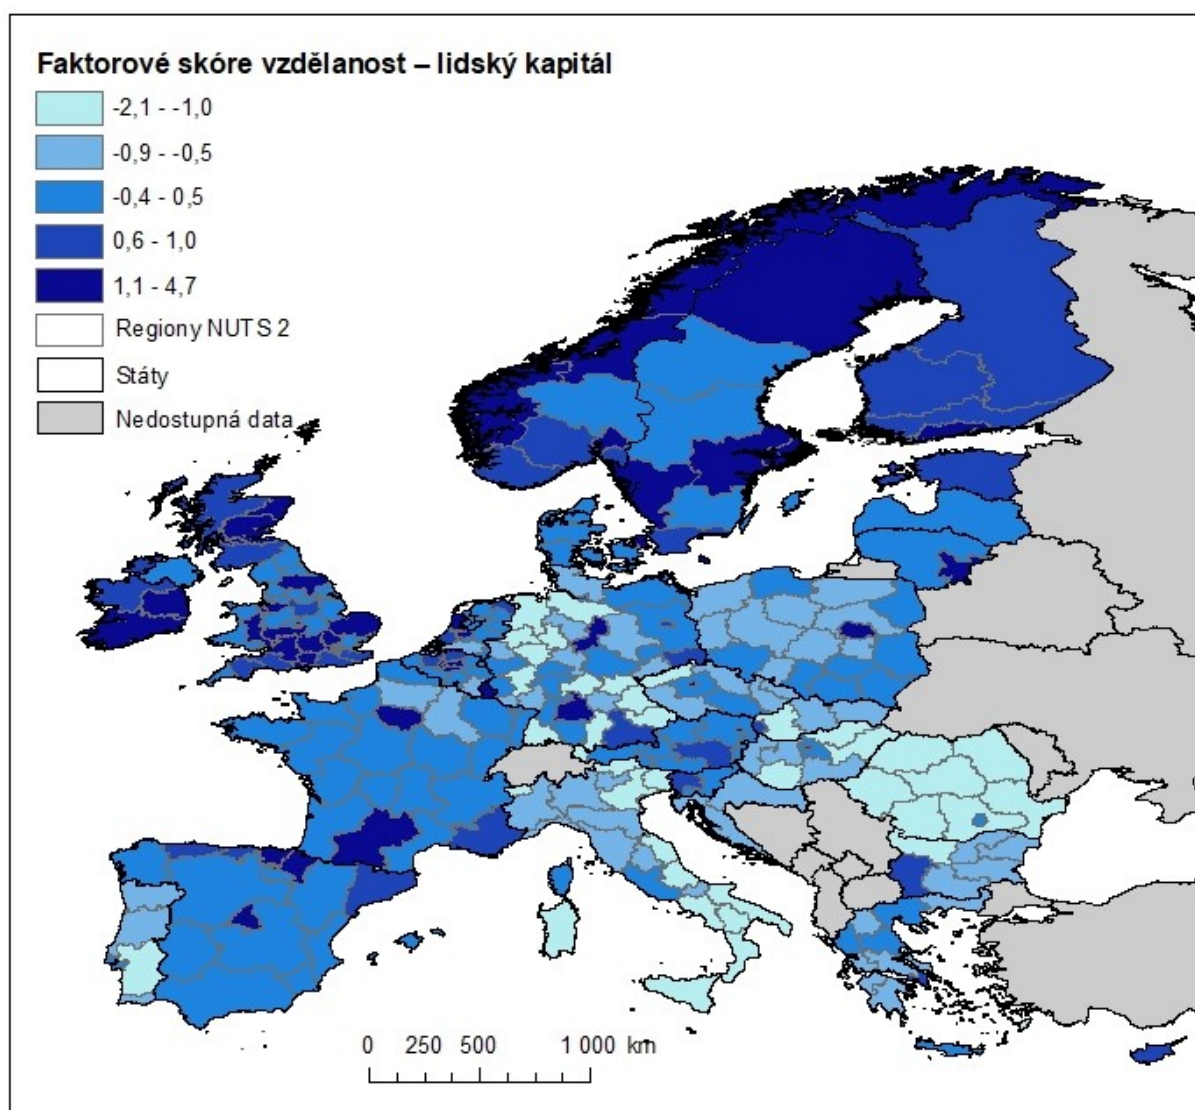 Faktorové skóre vzdělanost – lidský kapitál
-2,1 - -1,0
-0,9 - -0,5
-0,4 - 0,5
0,6 - 1,0
1,1 - 4,7
Regiony NUTS 2
Státy
Nedostupná data
0 250 500 1 000 km